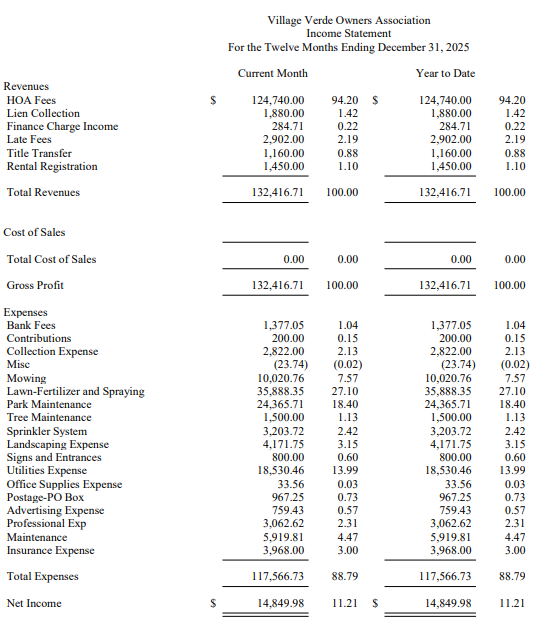 Village Verde Owners Association
Income Statement
For the Twelve Months Ending December 31, 2025
Current Month Year to Date
Revenues
HOA Fees $ 124,740.00 94.20 $ 124,740.00 94.20
Lien Collection 1,880.00 1.42 1,880.00 1.42
Finance Charge Income 284.71 0.22 284.71 0.22
Late Fees 2,902.00 2.19 2,902.00 2.19
Title Transfer 1,160.00 0.88 1,160.00 0.88
Rental Registration 1,450.00 1.10 1,450.00 1.10
Total Revenues 132,416.71 100.00 132,416.71 100.00
Cost of Sales
Total Cost of Sales 0.00 0.00 0.00 0.00
Gross Profit 132,416.71 100.00 132,416.71 100.00
Expenses
Bank Fees 1,377.05 1.04 1,377.05 1.04
Contributions 200.00 0.15 200.00 0.15
Collection Expense 2,822.00 2.13 2,822.00 2.13
Misc (23.74) (0.02) (23.74) (0.02)
Mowing 10,020.76 7.57 10,020.76 7.57
Lawn-Fertilizer and Spraying 35,888.35 27.10 35,888.35 27.10
Park Maintenance 24,365.71 18.40 24,365.71 18.40
Tree Maintenance 1,500.00 1.13 1,500.00 1.13
Sprinkler System 3,203.72 2.42 3,203.72 2.42
Landscaping Expense 4,171.75 3.15 4,171.75 3.15
Signs and Entrances 800.00 0.60 800.00 0.60
Utilities Expense 18,530.46 13.99 18,530.46 13.99
Office Supplies Expense 33.56 0.03 33.56 0.03
Postage-PO Box 967.25 0.73 967.25 0.73
Advertising Expense 759.43 0.57 759.43 0.57
Professional Exp 3,062.62 2.31 3,062.62 2.31
Maintenance 5,919.81 4.47 5,919.81 4.47
Insurance Expense 3,968.00 3.00 3,968.00 3.00
Total Expenses 117,566.73 88.79 117,566.73 88.79
Net Income $ 14,849.98 11.21 $ 14,849.98 11.21